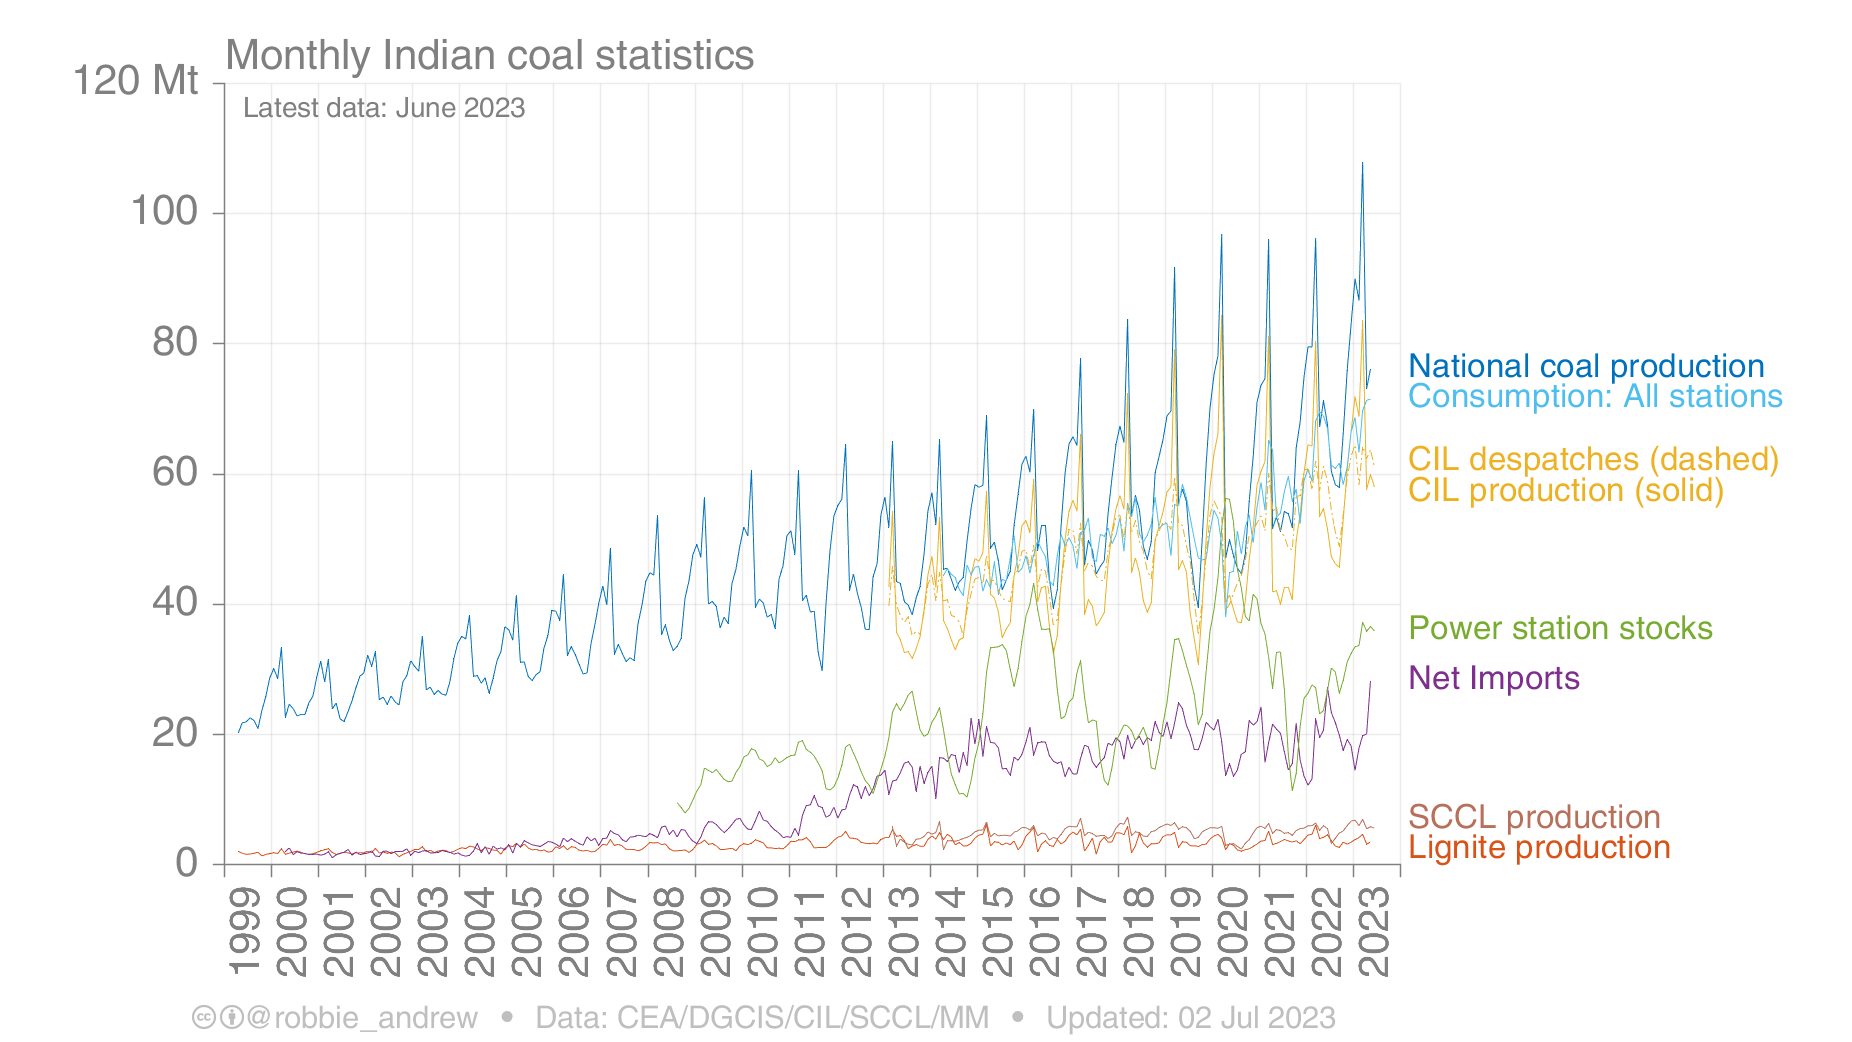 Monthly Indian coal statistics
120 Mt
Latest data: June 2023
100
80
60
40
20
0
National coal production
Consumption: All stations
CIL despatches (dashed)
CIL production (solid)
Power station stocks
Net Imports
SCCL production
Lignite production
1999 2000 2001 2002 2003 2004 2005 2006 2007 2008 2009 2010 2011 2012 2013 2014 2015 2016 2017 2018 2019 2020 2021 2022 2023
@robbie_andrew • Data: CEA/DGCIS/CIL/SCCL/MM • Updated: 02 Jul 2023